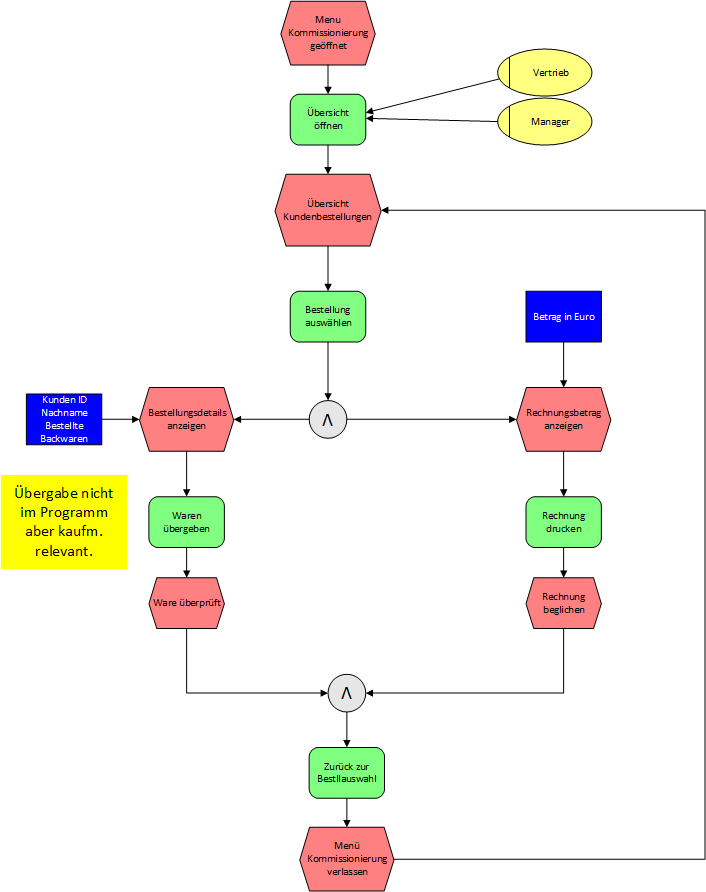 Menu
Kommissionierung
geöffnet
Vertrieb
Übersicht
öffnen
Manager
Übersicht
Kundenbestellungen
Bestellung
auswählen
Betrag in Euro
Kunden ID
Nachname
Bestellte
Backwaren
Bestellungsdetails
anzeigen
Λ
Rechnungsbetrag
anzeigen
Übergabe nicht
im Programm
aber kaufm.
relevant.
Waren
übergeben
Rechnung
drucken
Ware überprüft
Rechnung
beglichen
Λ
Zurück zur
Bestllauswahl
Menü
Kommissionierung
verlassen